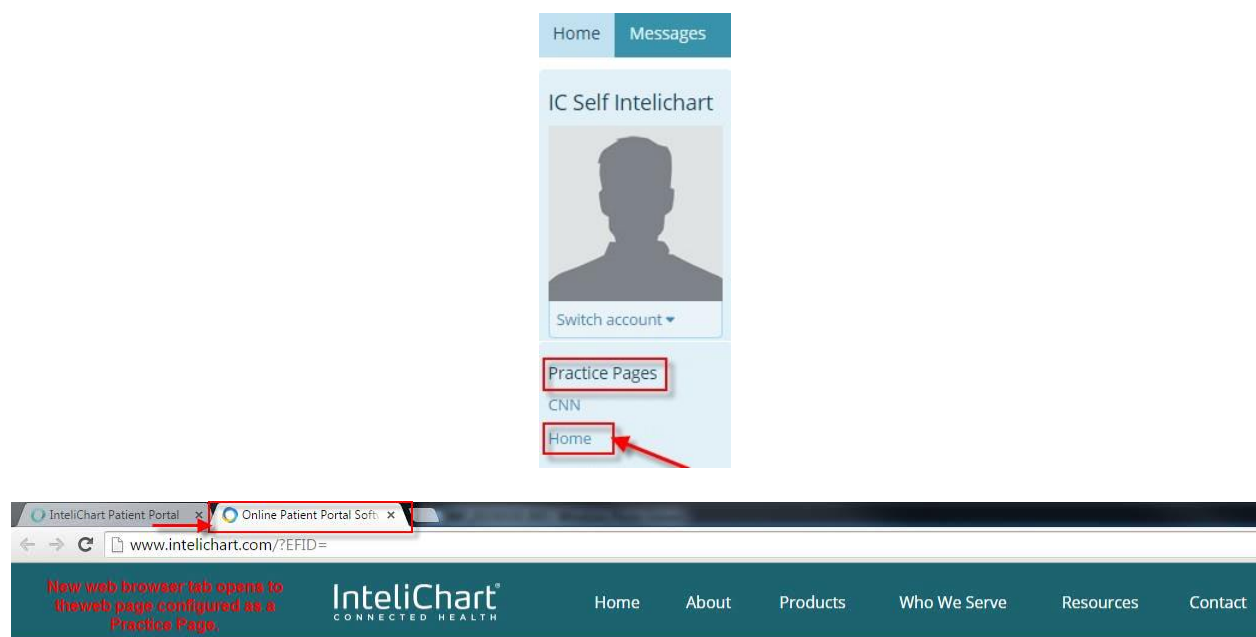 Home Messages
IC Self Intelichart
Switch account
Practice Pages
CNN
Home
InteliChart Patient Portal × Online Patient Portal Softw ×
www.intelichart.com/?EFID=
New web browser tab opens to
theweb page configured as a
Practice Page.
InteliChart®
CONNECTED HEALTH
Home About Products Who We Serve Resources Contact